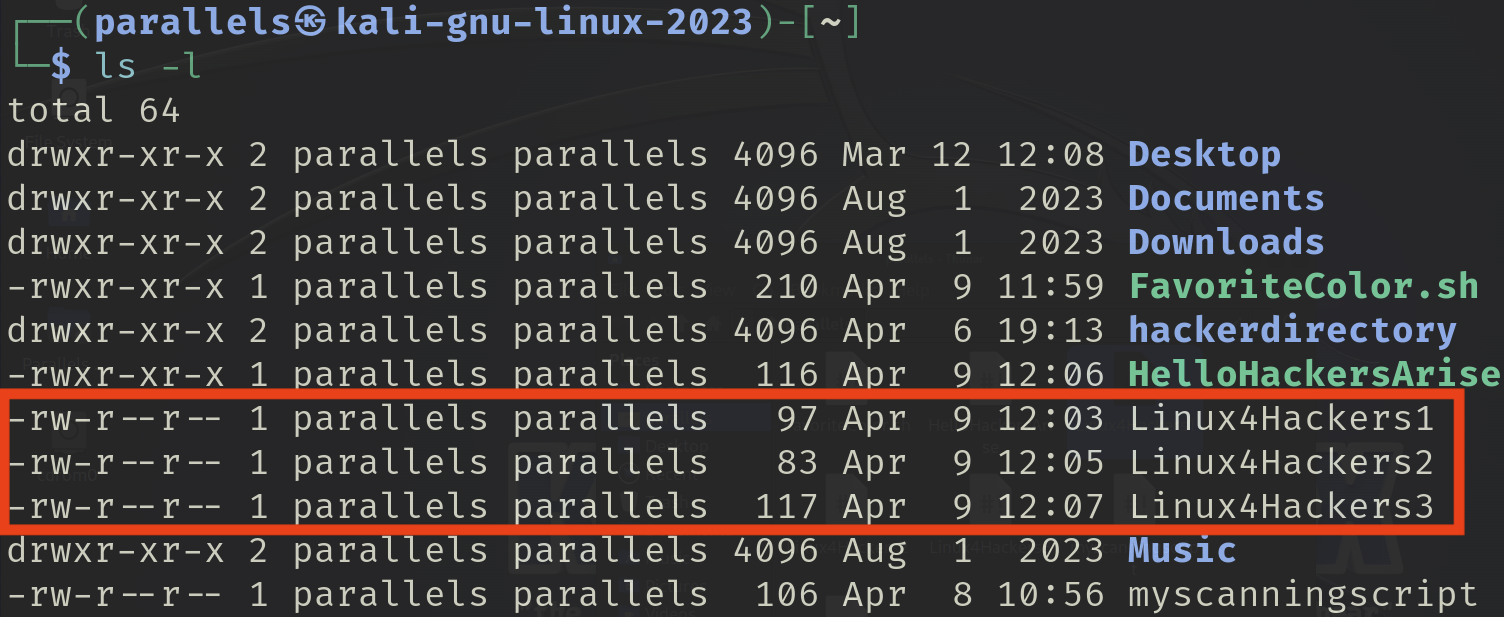 ┌──(parallels㉿kali-gnu-linux-2023)-[~]
└─$ ls -l
total 64
drwxr-xr-x 2 parallels parallels 4096 Mar 12 12:08 Desktop
drwxr-xr-x 2 parallels parallels 4096 Aug  1  2023 Documents
drwxr-xr-x 2 parallels parallels 4096 Aug  1  2023 Downloads
-rwxr-xr-x 1 parallels parallels  210 Apr  9 11:59 FavoriteColor.sh
drwxr-xr-x 2 parallels parallels 4096 Apr  6 19:13 hackerdirectory
-rwxr-xr-x 1 parallels parallels  116 Apr  9 12:06 HelloHackersArise
-rw-r--r-- 1 parallels parallels   97 Apr  9 12:03 Linux4Hackers1
-rw-r--r-- 1 parallels parallels   83 Apr  9 12:05 Linux4Hackers2
-rw-r--r-- 1 parallels parallels  117 Apr  9 12:07 Linux4Hackers3
drwxr-xr-x 2 parallels parallels 4096 Aug  1  2023 Music
-rw-r--r-- 1 parallels parallels  106 Apr  8 10:56 myscanningscript